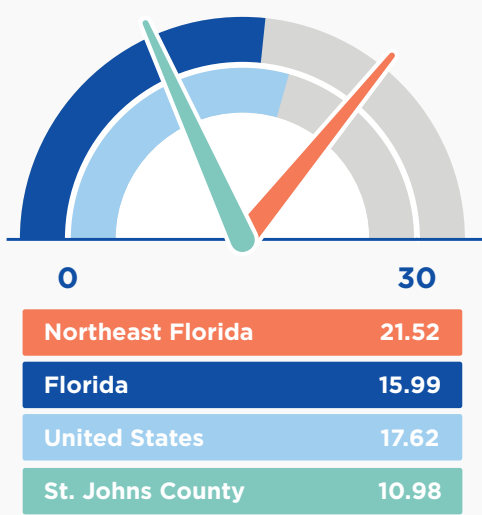 0 30
Northeast Florida 21.52
Florida 15.99
United States 17.62
St. Johns County 10.98